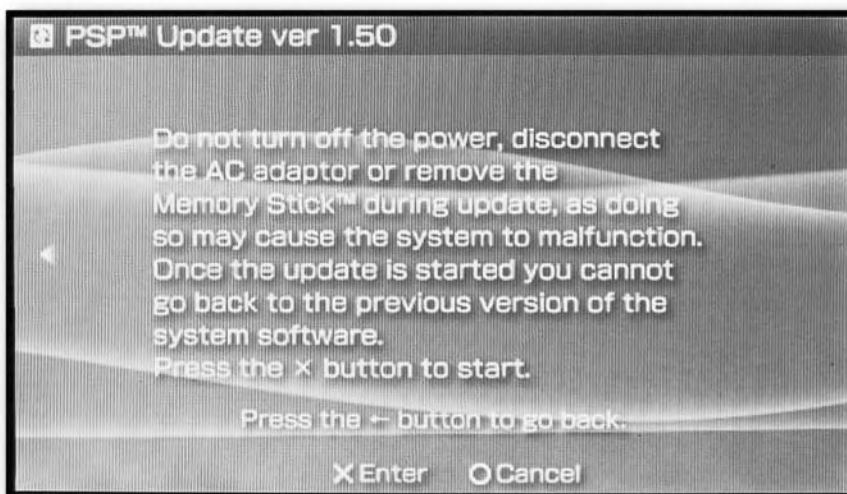 PSP™ Update ver 1.50
Do not turn off the power, disconnect
the AC adaptor or remove the
Memory Stick™ during update, as doing
so may cause the system to malfunction.
Once the update is started you cannot
go back to the previous version of the
system software.
Press the × button to start.
Press the ← button to go back.
× Enter ○ Cancel